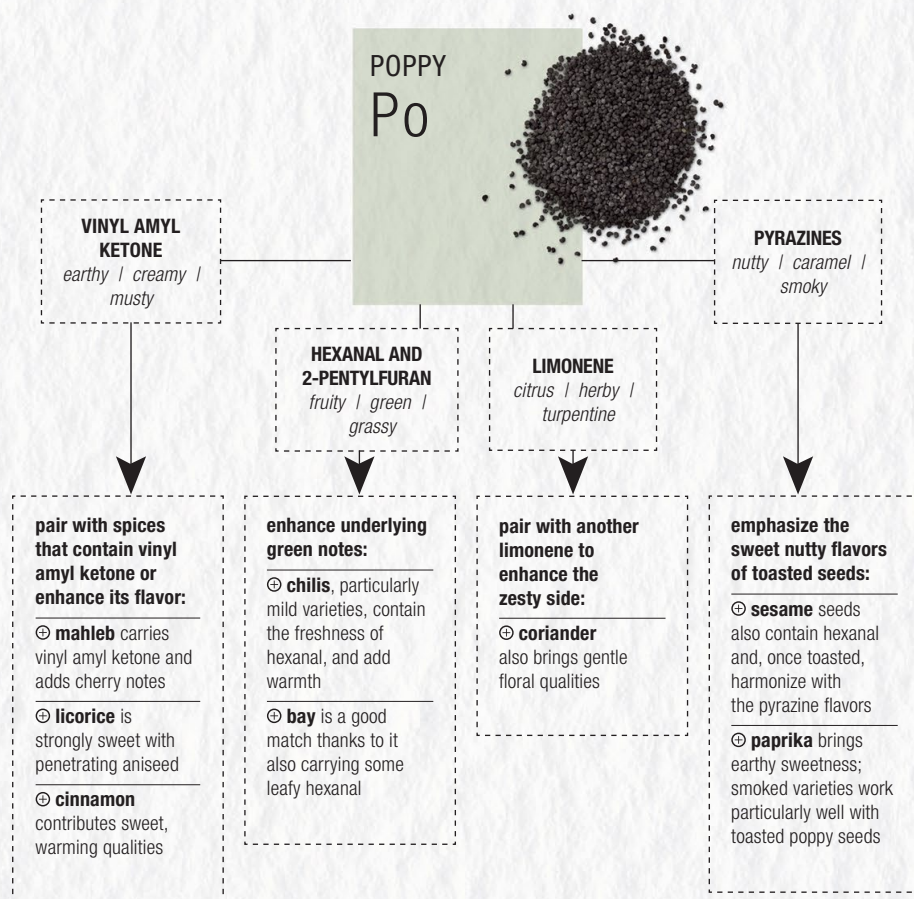 POPPY
Po
VINYL AMYL
KETONE
earthy | creamy |
musty
PYRAZINES
nutty | caramel |
smoky
HEXANAL AND
2-PENTYLFURAN
fruity | green |
grassy
LIMONENE
citrus | herby |
turpentine
pair with spices
that contain vinyl
amyl ketone or
enhance its flavor:
⊕ mahleb carries
vinyl amyl ketone and
adds cherry notes
⊕ licorice is
strongly sweet with
penetrating aniseed
⊕ cinnamon
contributes sweet,
warming qualities
enhance underlying
green notes:
⊕ chilis, particularly
mild varieties, contain
the freshness of
hexanal, and add
warmth
⊕ bay is a good
match thanks to it
also carrying some
leafy hexanal
pair with another
limonene to
enhance the
zesty side:
⊕ coriander
also brings gentle
floral qualities
emphasize the
sweet nutty flavors
of toasted seeds:
⊕ sesame seeds
also contain hexanal
and, once toasted,
harmonize with
the pyrazine flavors
⊕ paprika brings
earthy sweetness;
smoked varieties work
particularly well with
toasted poppy seeds